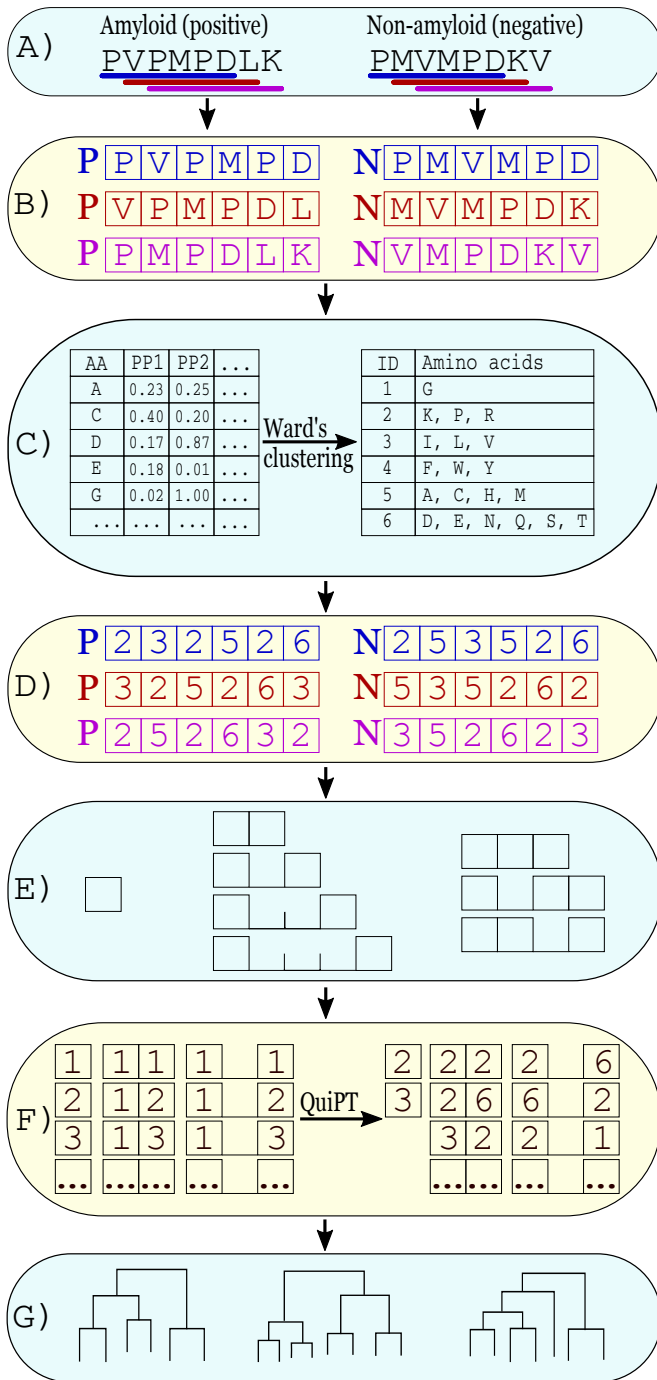 A)
Amyloid (positive) Non-amyloid (negative)
PVPMPDLK PMVMPDKV
B)
P P V P M P D N P M V M P D
P V P M P D L N M V M P D K
P P M P D L K N V M P D K V
C)
AA PP1 PP2 ...
A 0.23 0.25 ...
C 0.40 0.20 ...
D 0.17 0.87 ...
E 0.18 0.01 ...
G 0.02 1.00 ...
... ... ... ...
Ward's
clustering
ID Amino acids
1 G
2 K, P, R
3 I, L, V
4 F, W, Y
5 A, C, H, M
6 D, E, N, Q, S, T
D)
P 2 3 2 5 2 6 N 2 5 3 5 2 6
P 3 2 5 2 6 3 N 5 3 5 2 6 2
P 2 5 2 6 3 2 N 3 5 2 6 2 3
E)
F)
1 1 1 1 1
2 1 2 1 2
3 1 3 1 3
... ... ... ... ...
QuiPT
2 2 2 2 6
3 2 6 6 2
3 2 2 1
... ... ... ...
G)